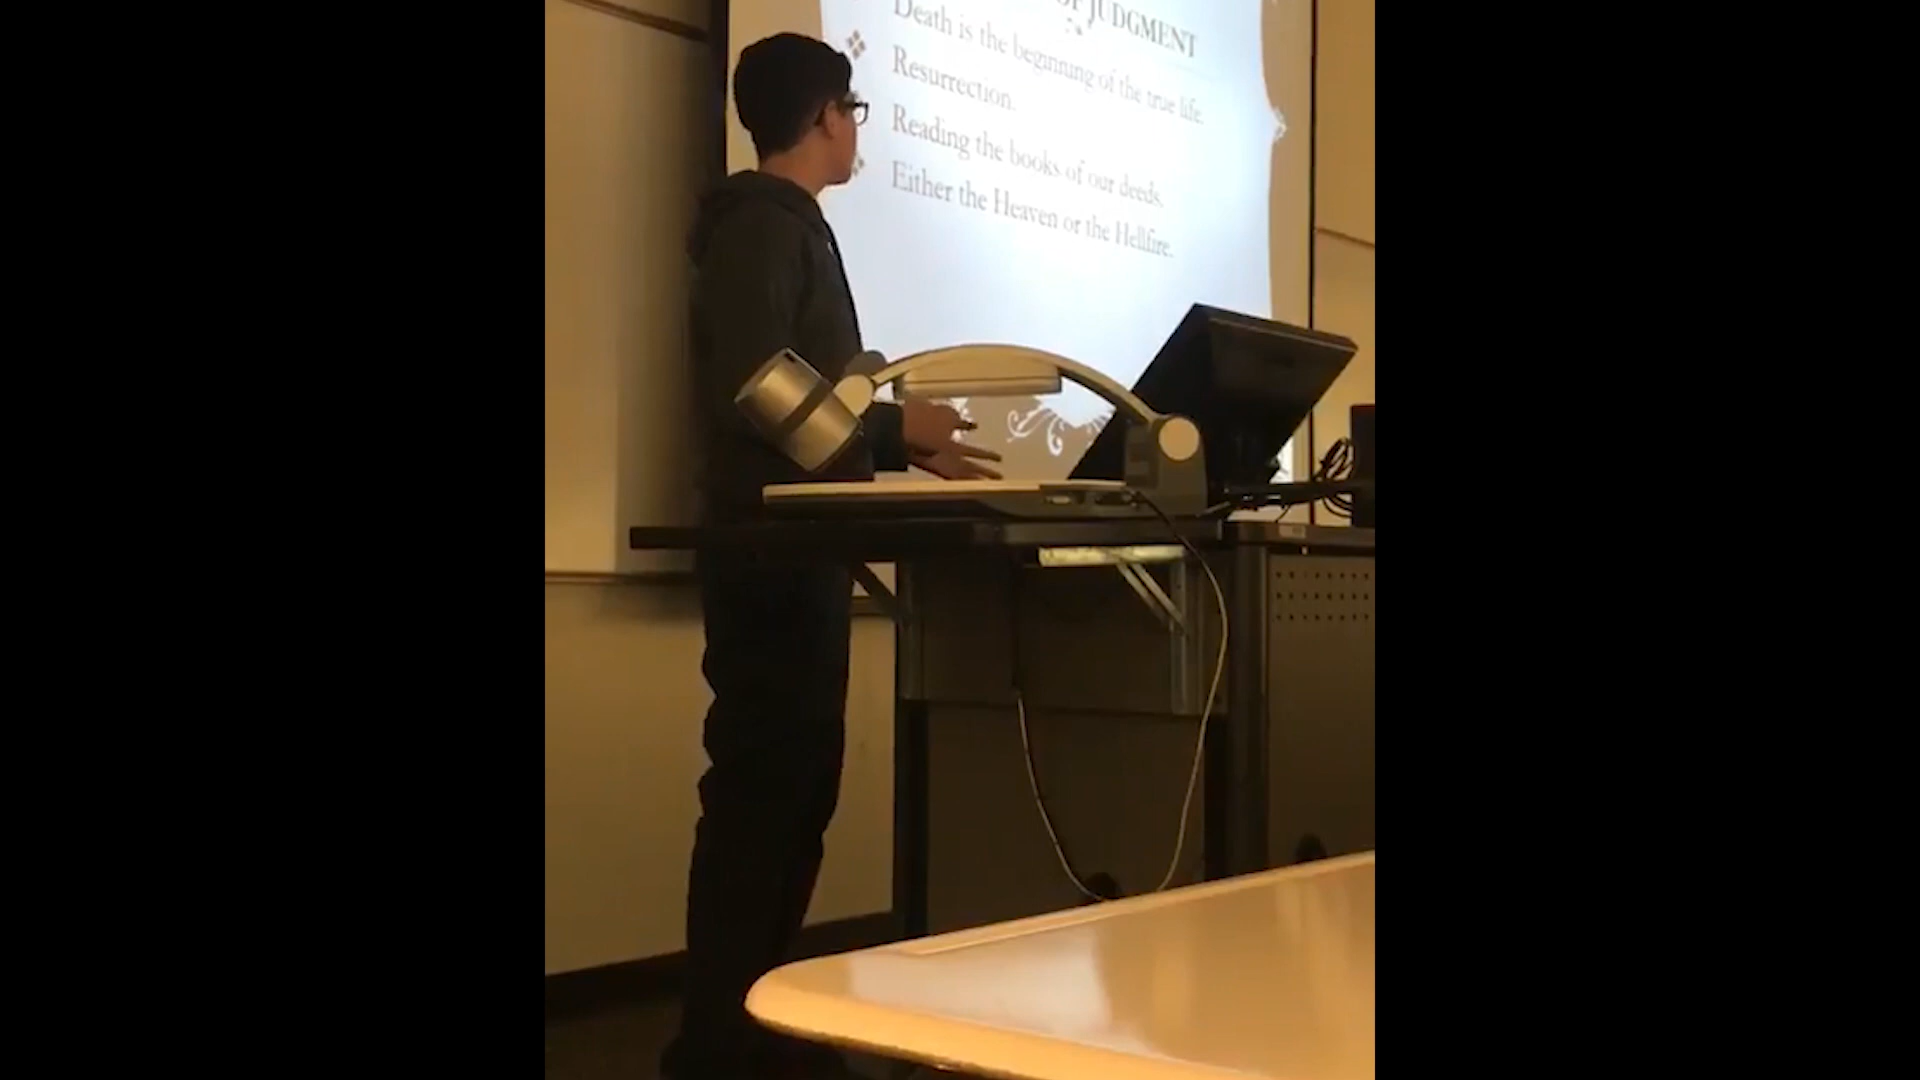 OF JUDGMENT
Death is the beginning of the true life.
Resurrection.
Reading the books of our deeds.
Either the Heaven or the Hellfire.